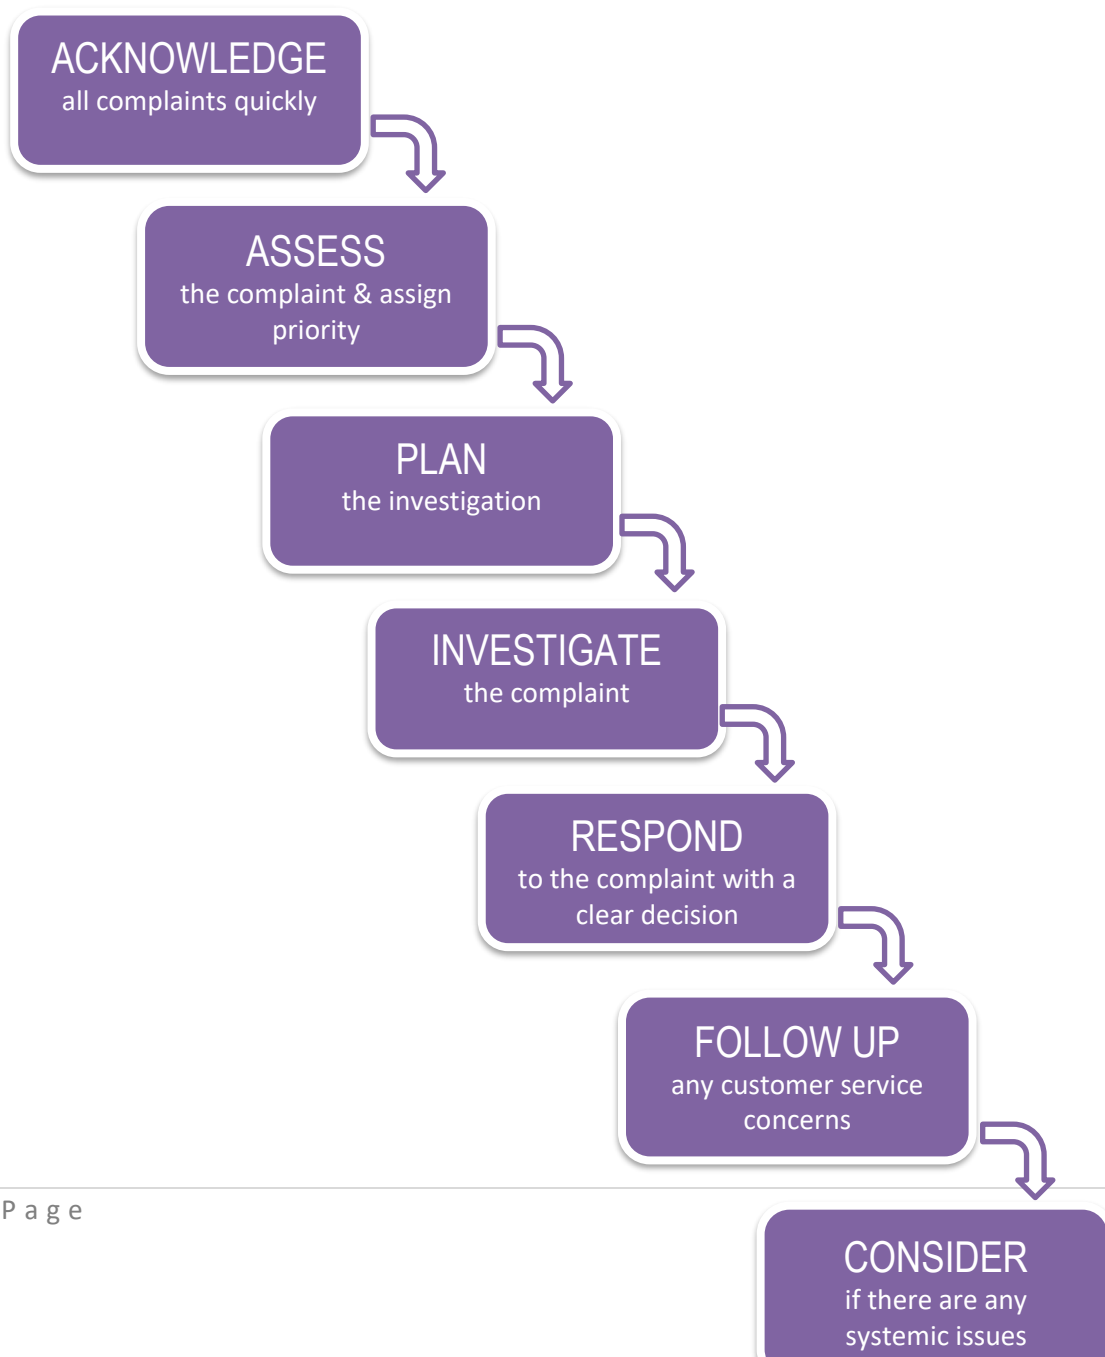 ACKNOWLEDGE
all complaints quickly
ASSESS
the complaint & assign
priority
PLAN
the investigation
INVESTIGATE
the complaint
RESPOND
to the complaint with a
clear decision
FOLLOW UP
any customer service
concerns
Page
CONSIDER
if there are any
systemic issues